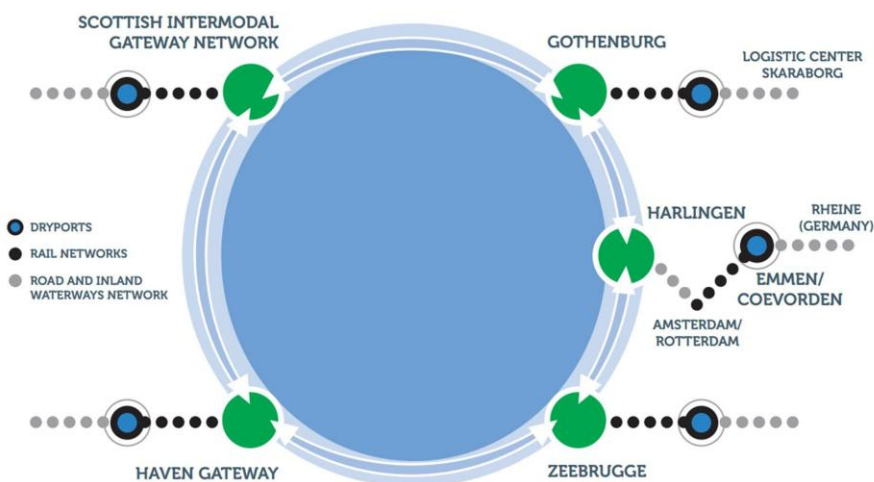 SCOTTISH INTERMODAL
GATEWAY NETWORK
GOTHENBURG
LOGISTIC CENTER
SKARABORG
HARLINGEN
RHEINE
(GERMANY)
DRYPORTS
RAIL NETWORKS
ROAD AND INLAND
WATERWAYS NETWORK
EMMEN/
COEVORDEN
AMSTERDAM/
ROTTERDAM
HAVEN GATEWAY
ZEEBRUGGE